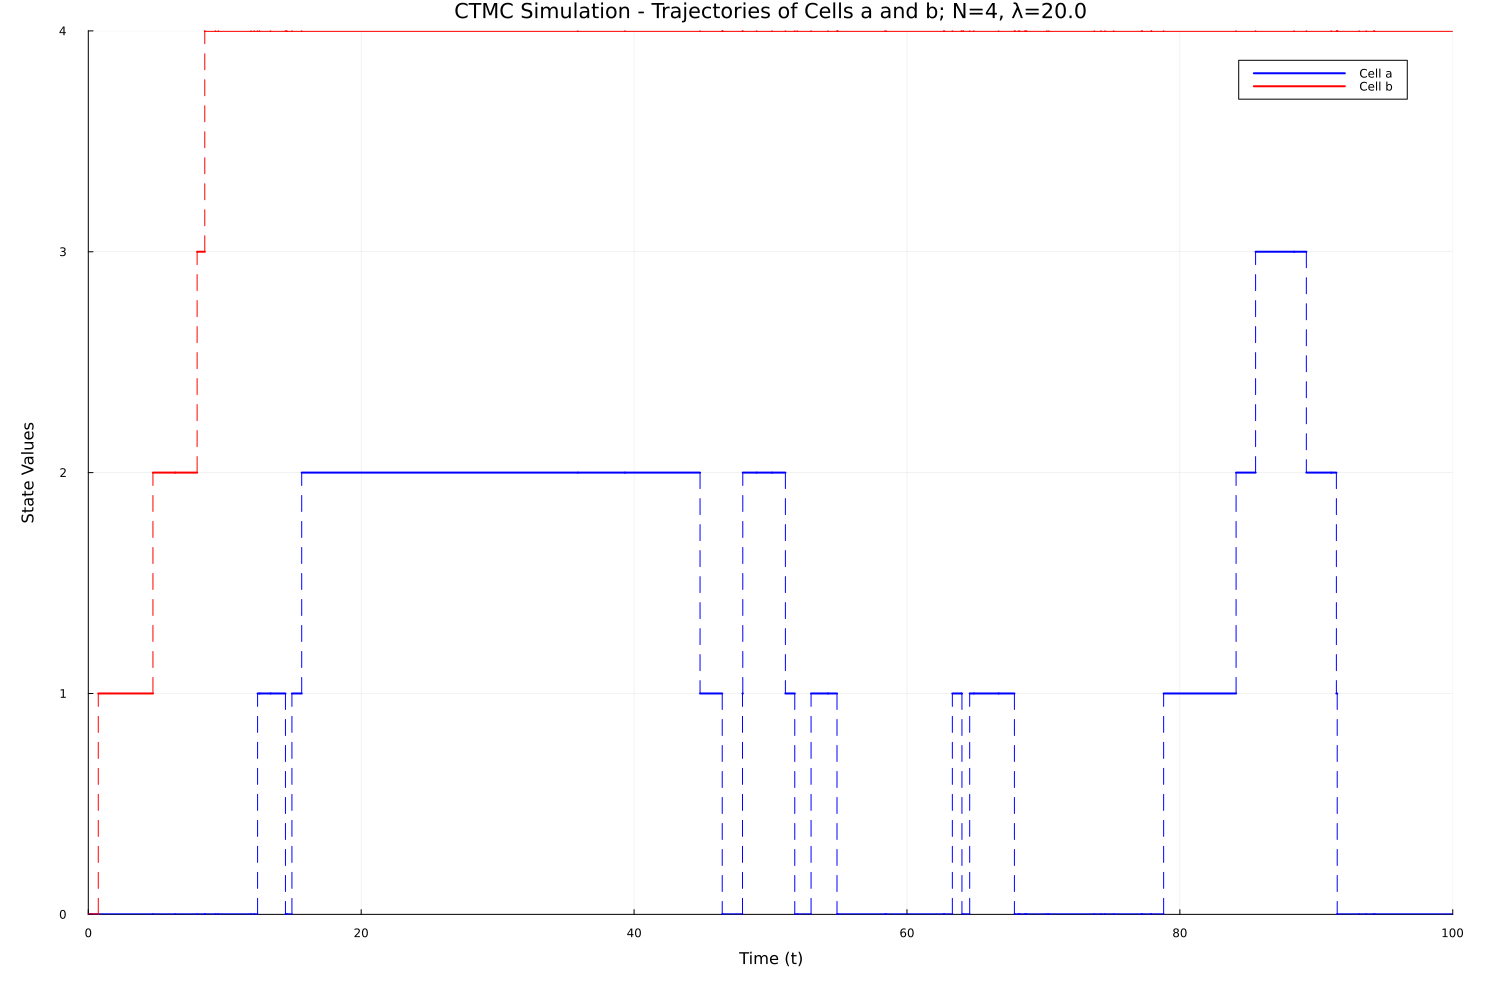 CTMC Simulation - Trajectories of Cells a and b; N=4, λ=20.0
4
Cell a
Cell b
3
2
State Values
1
0
0 20 40 60 80 100
Time (t)